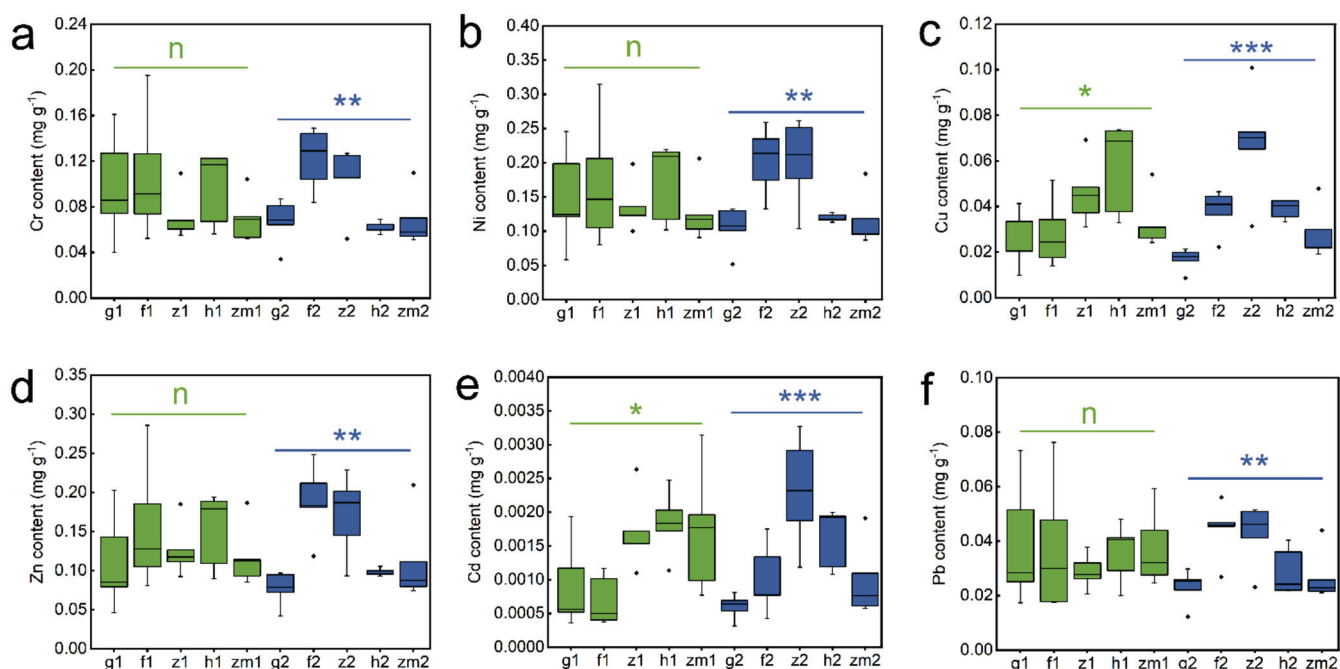 a
Cr content (mg g-1)
0.24
0.20
0.16
0.12
0.08
0.04
0.00
n
**
g1 f1 z1 h1 zm1 g2 f2 z2 h2 zm2
b
Ni content (mg g-1)
0.40
0.35
0.30
0.25
0.20
0.15
0.10
0.05
0.00
n
**
g1 f1 z1 h1 zm1 g2 f2 z2 h2 zm2
c
Cu content (mg g-1)
0.12
0.10
0.08
0.06
0.04
0.02
0.00
*
***
g1 f1 z1 h1 zm1 g2 f2 z2 h2 zm2
d
Zn content (mg g-1)
0.35
0.30
0.25
0.20
0.15
0.10
0.05
0.00
n
**
g1 f1 z1 h1 zm1 g2 f2 z2 h2 zm2
e
Cd content (mg g-1)
0.0040
0.0035
0.0030
0.0025
0.0020
0.0015
0.0010
0.0005
0.0000
*
***
g1 f1 z1 h1 zm1 g2 f2 z2 h2 zm2
f
Pb content (mg g-1)
0.10
0.08
0.06
0.04
0.02
0.00
n
**
g1 f1 z1 h1 zm1 g2 f2 z2 h2 zm2